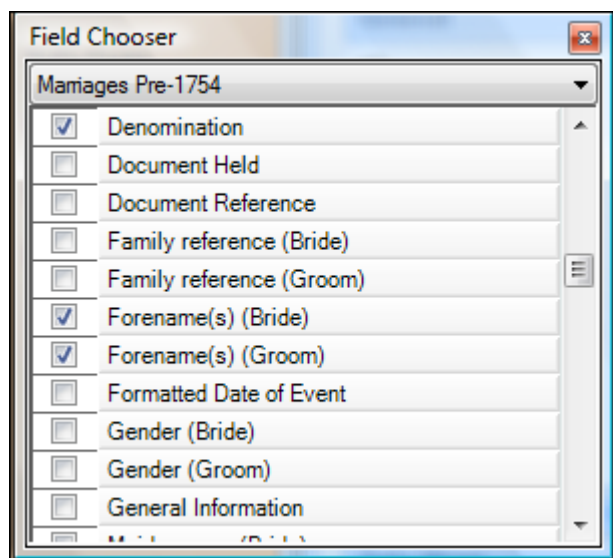 Field Chooser
Marriages Pre-1754
Denomination
Document Held
Document Reference
Family reference (Bride)
Family reference (Groom)
Forename(s) (Bride)
Forename(s) (Groom)
Formatted Date of Event
Gender (Bride)
Gender (Groom)
General Information